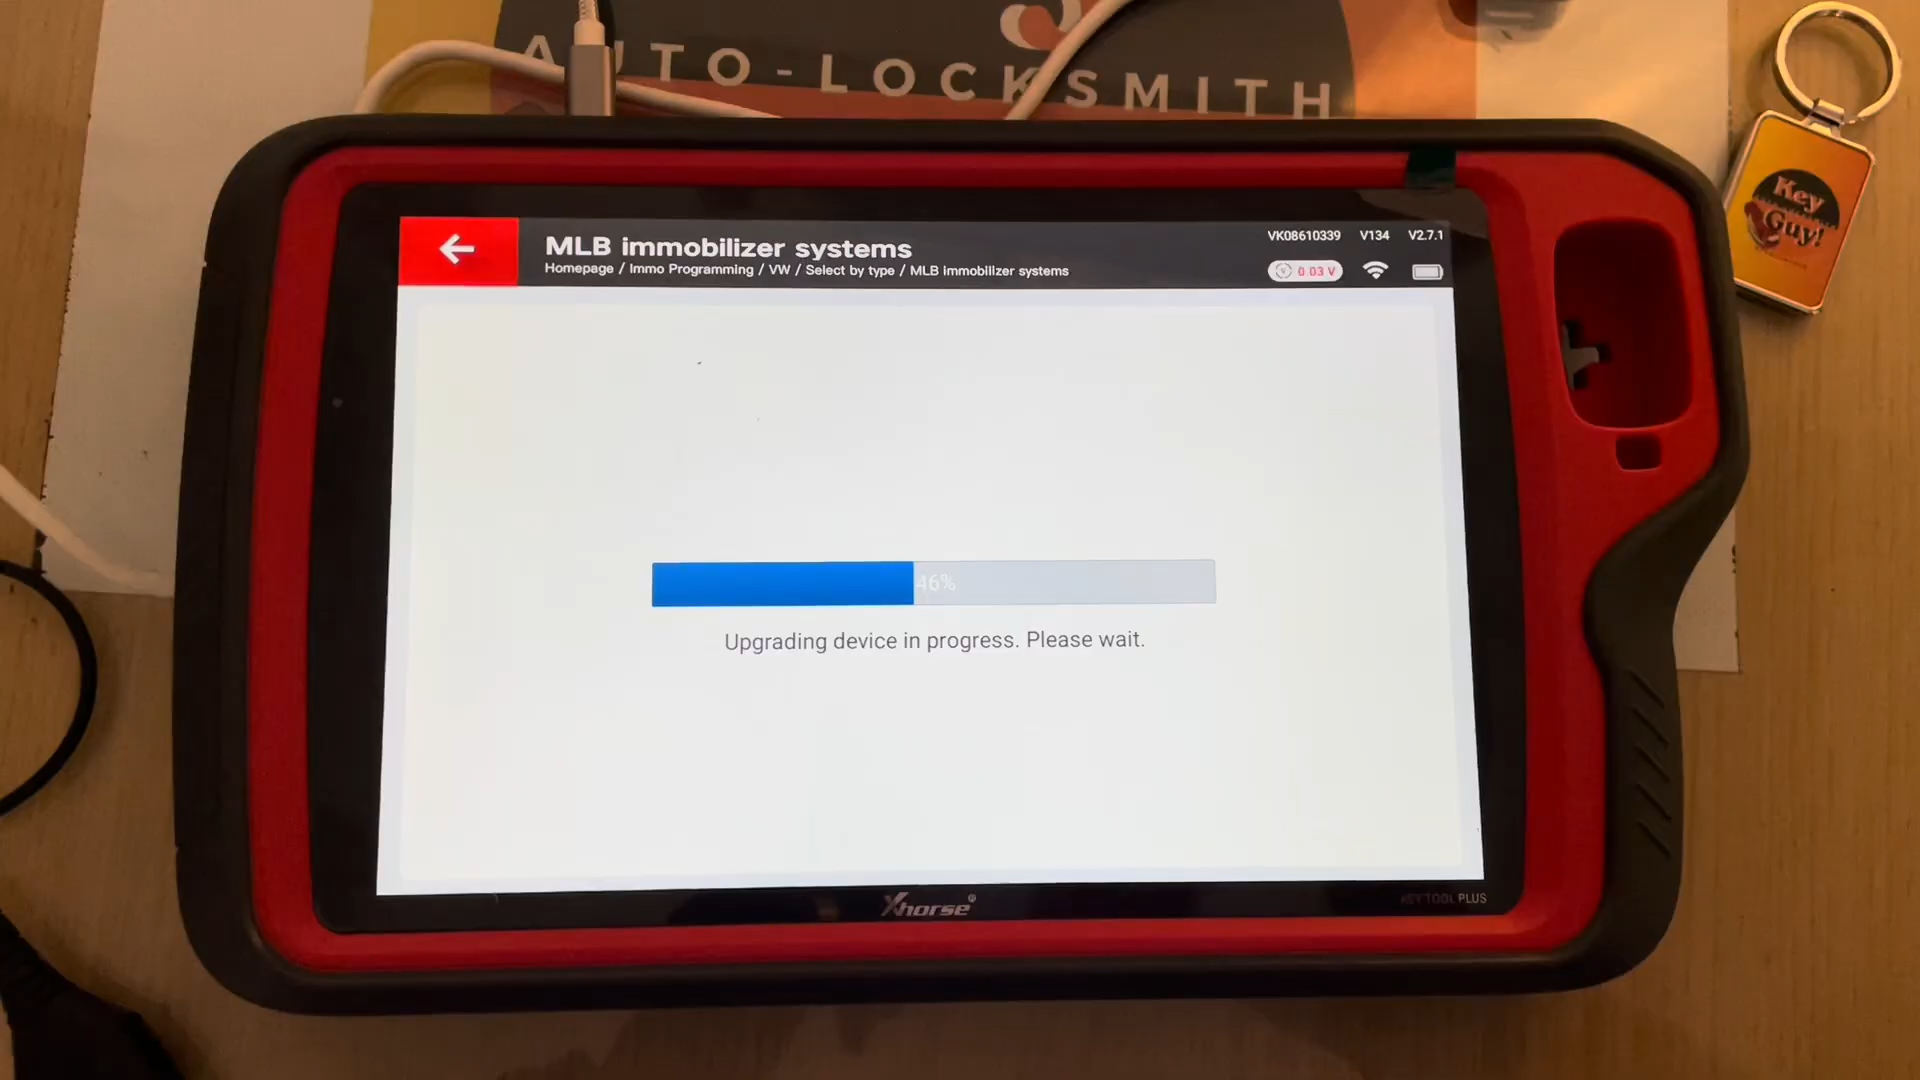 AUTO-LOCKSMITH
Key
Guy!
MLB immobilizer systems
VK08610339 V134 V2.7.1
Homepage / Immo Programming / VW / Select by type / MLB immobilizer systems
0.03 V
46%
Upgrading device in progress. Please wait.
Xhorse®
KEY TOOL PLUS